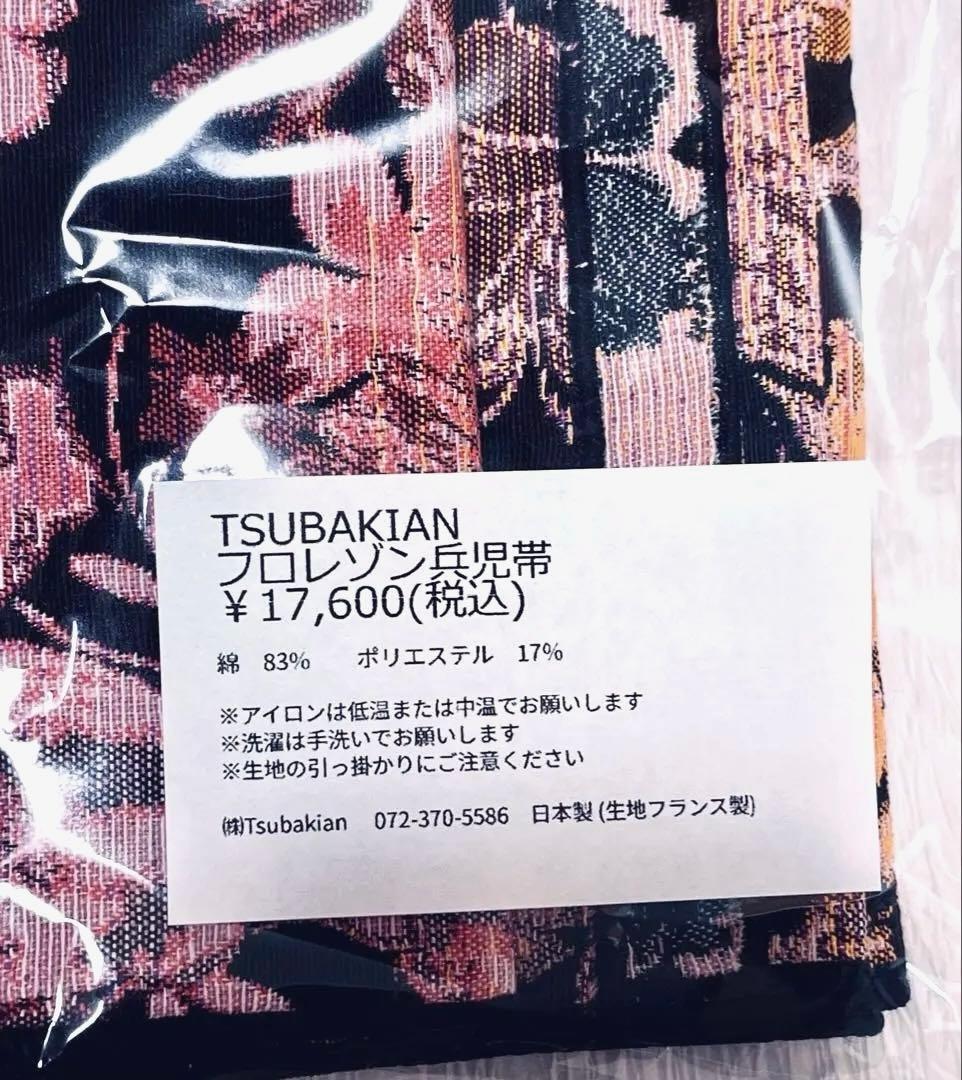 TSUBAKIAN
フロレゾン兵児帯
￥17,600(税込)
綿　83%　　ポリエステル　17%
※アイロンは低温または中温でお願いします
※洗濯は手洗いでお願いします
※生地の引っ掛かりにご注意ください
㈱Tsubakian　072-370-5586　日本製 (生地フランス製)